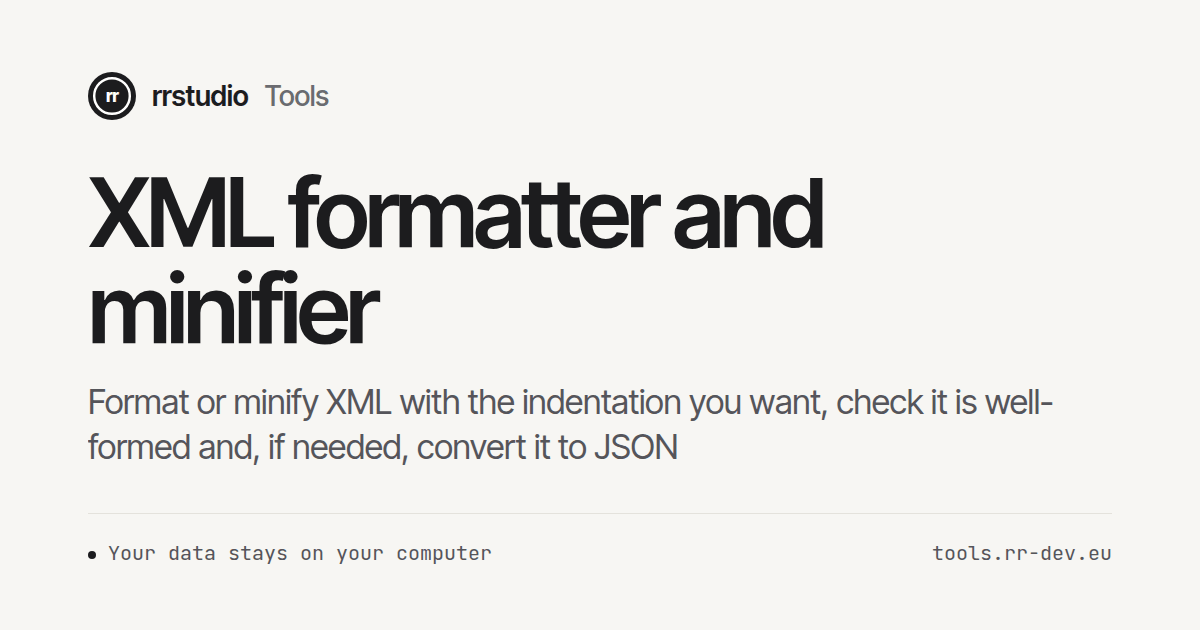 rr rrstudio Tools
XML formatter and
minifier
Format or minify XML with the indentation you want, check it is well-
formed and, if needed, convert it to JSON
Your data stays on your computer
tools.rr-dev.eu